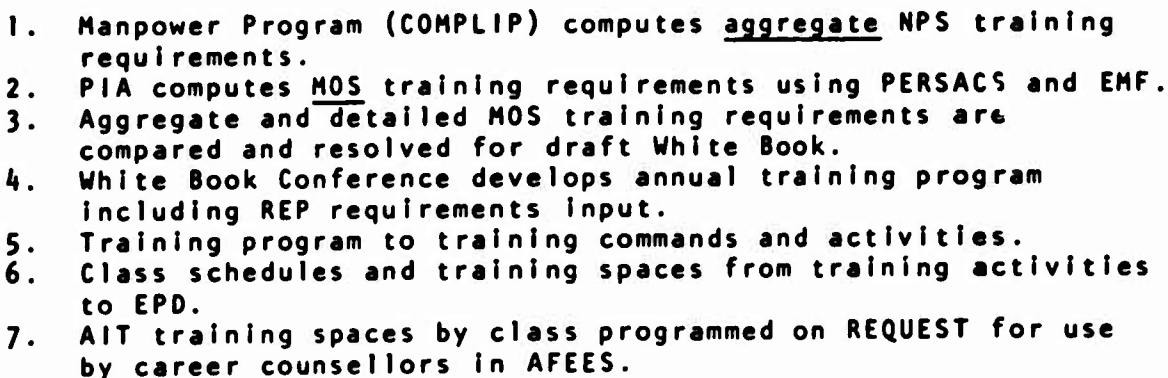 1. Manpower Program (COMPLIP) computes aggregate NPS training
requirements.
2. PIA computes MOS training requirements using PERSACS and EMF.
3. Aggregate and detailed MOS training requirements are
compared and resolved for draft White Book.
4. White Book Conference develops annual training program
including REP requirements input.
5. Training program to training commands and activities.
6. Class schedules and training spaces from training activities
to EPD.
7. AIT training spaces by class programmed on REQUEST for use
by career counsellors in AFEES.